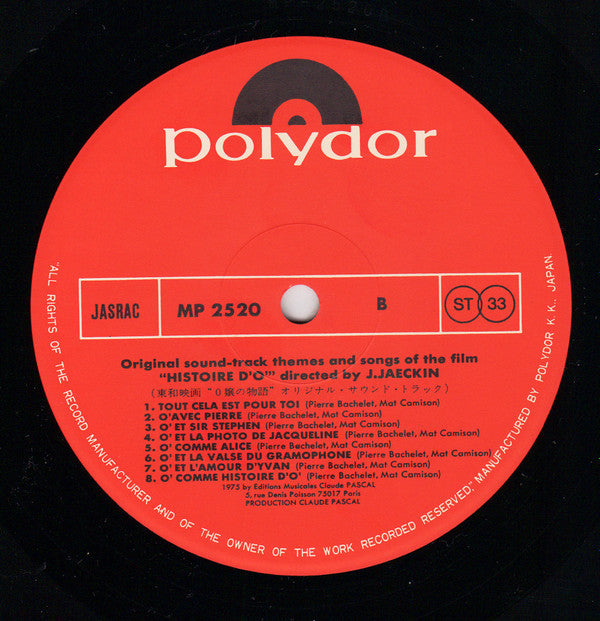 polydor
JASRAC
MP 2520
B
ST 33
Original sound-track themes and songs of the film
"HISTOIRE D'O'" directed by J.JAECKIN
(東和映画 "O嬢の物語" オリジナル・サウンド・トラック)
1. TOUT CELA EST POUR TOI (Pierre Bachelet, Mat Camison)
2. O'AVEC PIERRE (Pierre Bachelet, Mat Camison)
3. O' ET SIR STEPHEN (Pierre Bachelet, Mat Camison)
4. O' ET LA PHOTO DE JACQUELINE (Pierre Bachelet, Mat Camison)
5. O' COMME ALICE (Pierre Bachelet, Mat Camison)
6. O' ET LA VALSE DU GRAMOPHONE (Pierre Bachelet, Mat Camison)
7. O' ET L'AMOUR D'YVAN (Pierre Bachelet, Mat Camison)
8. O' COMME HISTOIRE D'O' (Pierre Bachelet, Mat Camison)
1975 by Editions Musicales Claude PASCAL
5, rue Denis Poisson 75017 Paris
PRODUCTION CLAUDE PASCAL
"ALL RIGHTS OF THE RECORD MANUFACTURER AND OF THE OWNER OF THE WORK RECORDED RESERVED." MANUFACTURED BY POLYDOR K.K., JAPAN.